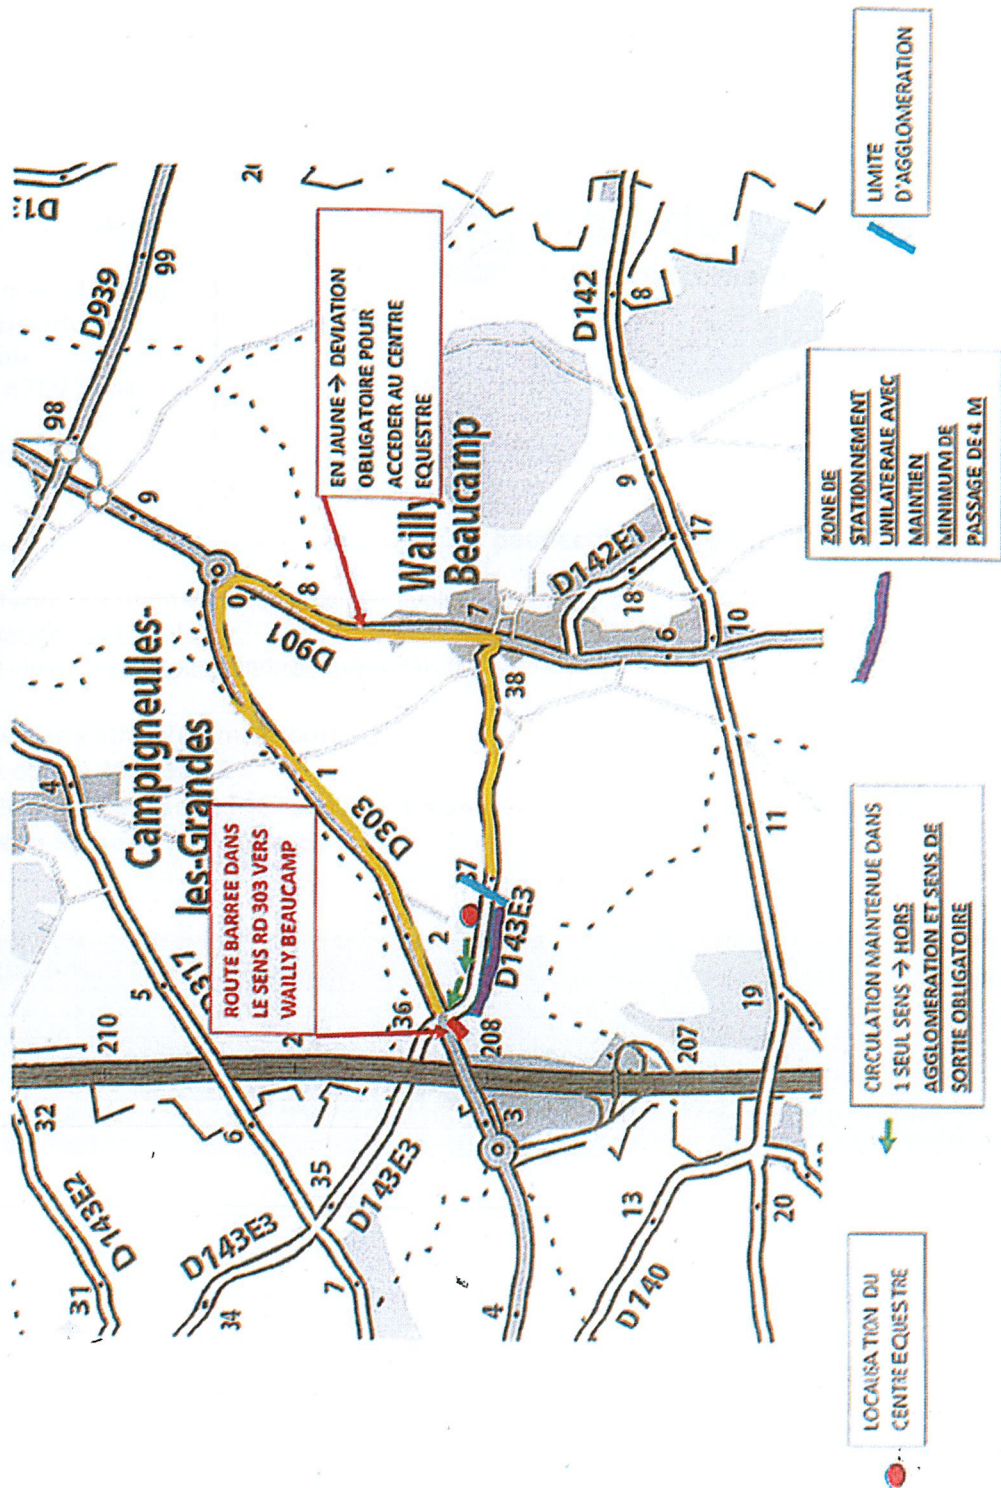 D939
98
99
9
D901
8
0
Campigneulles-
les-Grandes
4
5
D317
210
32
D143E2
31
6
35
D143E3
D143E3
34
7
36
208
207
3
4
2
1
D303
37
D143E3
38
7
Wailly
Beaucamp
D142E1
18
17
6
10
9
8
D142
11
19
20
13
D140
EN JAUNE → DEVIATION
OBLIGATOIRE POUR
ACCEDER AU CENTRE
EQUESTRE
ROUTE BARREE DANS
LE SENS RD 303 VERS
WAILLY BEAUCAMP
LOCALISATION DU
CENTRE EQUESTRE
CIRCULATION MAINTENUE DANS
1 SEUL SENS → HORS
AGGLOMERATION ET SENS DE
SORTIE OBLIGATOIRE
ZONE DE
STATIONNEMENT
UNILATERALE AVEC
MAINTIEN
MINIMUM DE
PASSAGE DE 4 M
LIMITE
D'AGGLOMERATION